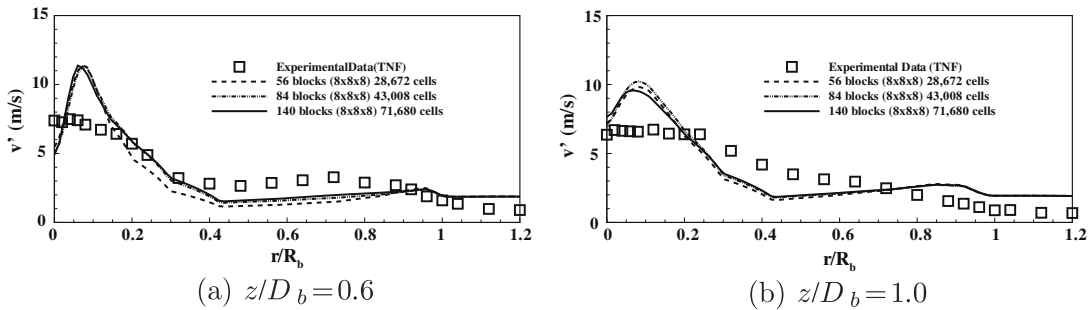 15
10
5
0
v' (m/s)
ExperimentalData(TNF)
56 blocks (8x8x8) 28,672 cells
84 blocks (8x8x8) 43,008 cells
140 blocks (8x8x8) 71,680 cells
0 0.2 0.4 0.6 0.8 1 1.2
r/R_b
(a) z/D_b=0.6
15
10
5
0
v' (m/s)
Experimental Data (TNF)
56 blocks (8x8x8) 28,672 cells
84 blocks (8x8x8) 43,008 cells
140 blocks (8x8x8) 71,680 cells
0 0.2 0.4 0.6 0.8 1 1.2
r/R_b
(b) z/D_b=1.0